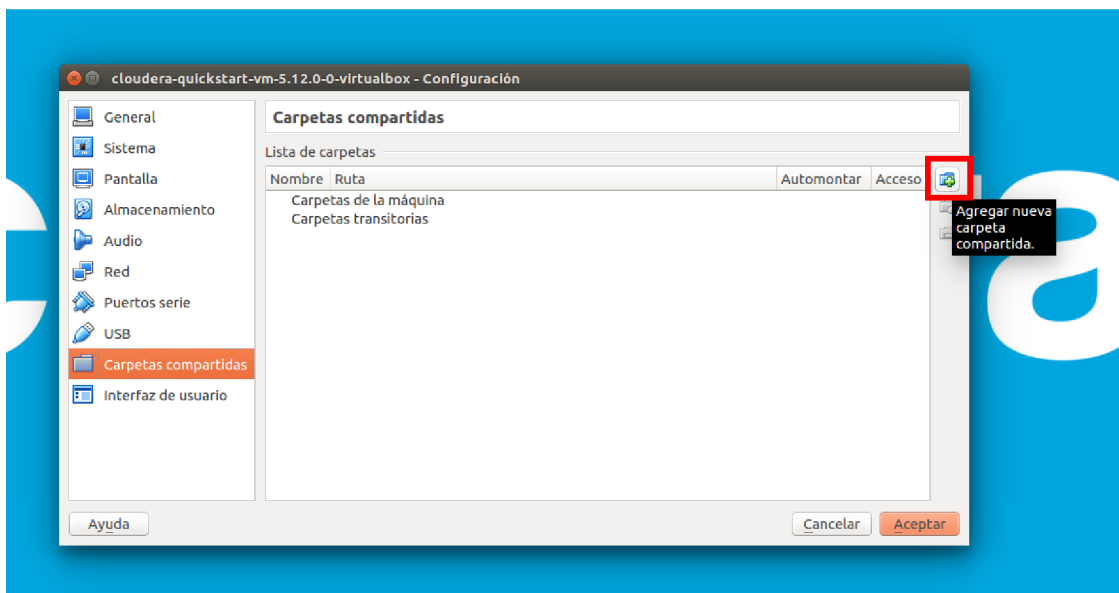 cloudera-quickstart-vm-5.12.0-0-virtualbox - Configuración
General
Sistema
Pantalla
Almacenamiento
Audio
Red
Puertos serie
USB
Carpetas compartidas
Interfaz de usuario
Carpetas compartidas
Lista de carpetas
Nombre Ruta Automontar Acceso
Carpetas de la máquina
Carpetas transitorias
Agregar nueva
carpeta
compartida.
Ayuda Cancelar Aceptar